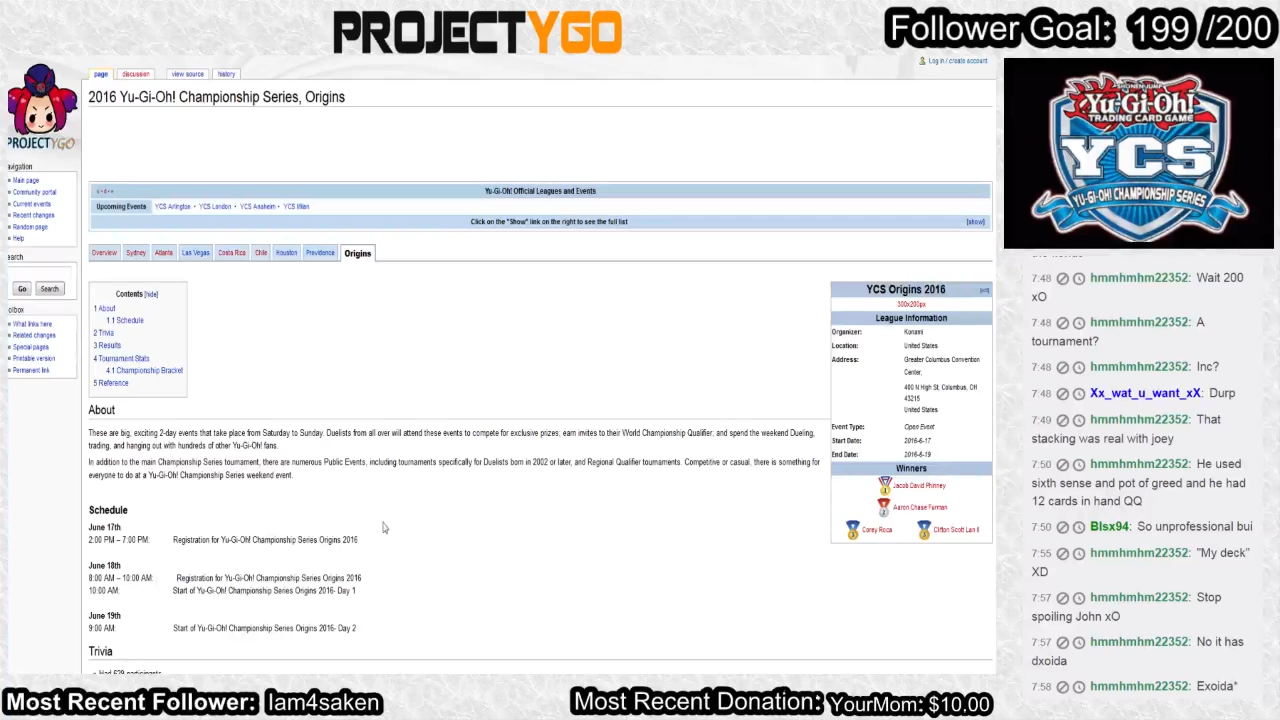 PROJECTYGO
Follower Goal: 199 /200
page discussion view source history
Log in / create account
2016 Yu-Gi-Oh! Championship Series, Origins
PROJECTYGO
navigation
Main page
Community portal
Current events
Recent changes
Random page
Help
search
Go Search
toolbox
What links here
Related changes
Special pages
Printable version
Permanent link
v • d • e Yu-Gi-Oh! Official Leagues and Events
Upcoming Events YCS Arlington • YCS London • YCS Anaheim • YCS Milan
Click on the "Show" link on the right to see the full list [show]
Overview Sydney Atlanta Las Vegas Costa Rica Chile Houston Providence Origins
Contents [hide]
1 About
1.1 Schedule
2 Trivia
3 Results
4 Tournament Stats
4.1 Championship Bracket
5 Reference
YCS Origins 2016
300x200px
League Information
Organizer: Konami
Location: United States
Address: Greater Columbus Convention
Center,
400 N High St, Columbus, OH
43215
United States
Event Type: Open Event
Start Date: 2016-6-17
End Date: 2016-6-19
Winners
Jacob David Phinney
Aaron Chase Furman
Corey Roca Clifton Scott Lan II
About
These are big, exciting 2-day events that take place from Saturday to Sunday. Duelists from all over will attend these events to compete for exclusive prizes, earn invites to their World Championship Qualifier, and spend the weekend Dueling,
trading, and hanging out with hundreds of other Yu-Gi-Oh! fans.
In addition to the main Championship Series tournament, there are numerous Public Events, including tournaments specifically for Duelists born in 2002 or later, and Regional Qualifier tournaments. Competitive or casual, there is something for
everyone to do at a Yu-Gi-Oh! Championship Series weekend event.
Schedule
June 17th
2:00 PM – 7:00 PM: Registration for Yu-Gi-Oh! Championship Series Origins 2016
June 18th
8:00 AM – 10:00 AM: Registration for Yu-Gi-Oh! Championship Series Origins 2016
10:00 AM: Start of Yu-Gi-Oh! Championship Series Origins 2016- Day 1
June 19th
9:00 AM: Start of Yu-Gi-Oh! Championship Series Origins 2016- Day 2
Trivia
Had 629 participants
SHONEN JUMP
Yu-Gi-Oh!
TRADING CARD GAME
YCS
YU-GI-OH! CHAMPIONSHIP SERIES
7:48 hmmhmhm22352: Wait 200
xO
7:48 hmmhmhm22352: A
tournament?
7:48 hmmhmhm22352: Inc?
7:48 Xx_wat_u_want_xX: Durp
7:49 hmmhmhm22352: That
stacking was real with joey
7:50 hmmhmhm22352: He used
sixth sense and pot of greed and he had
12 cards in hand QQ
7:50 Blsx94: So unprofessional bui
7:55 hmmhmhm22352: "My deck"
XD
7:57 hmmhmhm22352: Stop
spoiling John xO
7:57 hmmhmhm22352: No it has
dxoida
7:58 hmmhmhm22352: Exoida*
Most Recent Follower: Iam4saken
Most Recent Donation: YourMom: $10.00